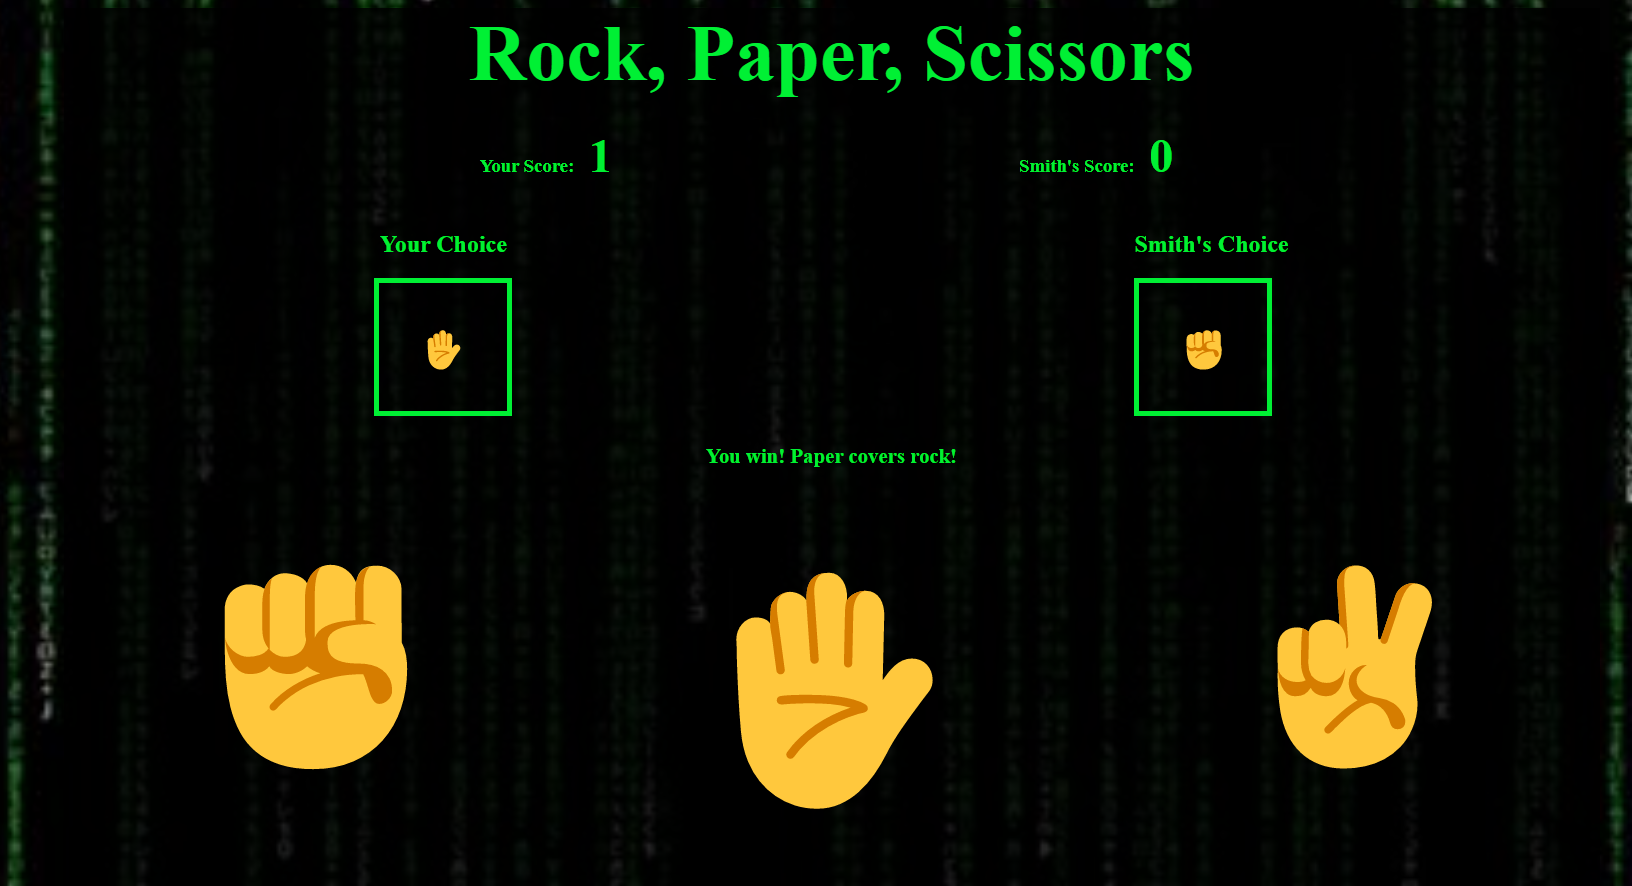 Rock, Paper, Scissors
Your Score: 1
Smith's Score: 0
Your Choice
Smith's Choice
You win! Paper covers rock!